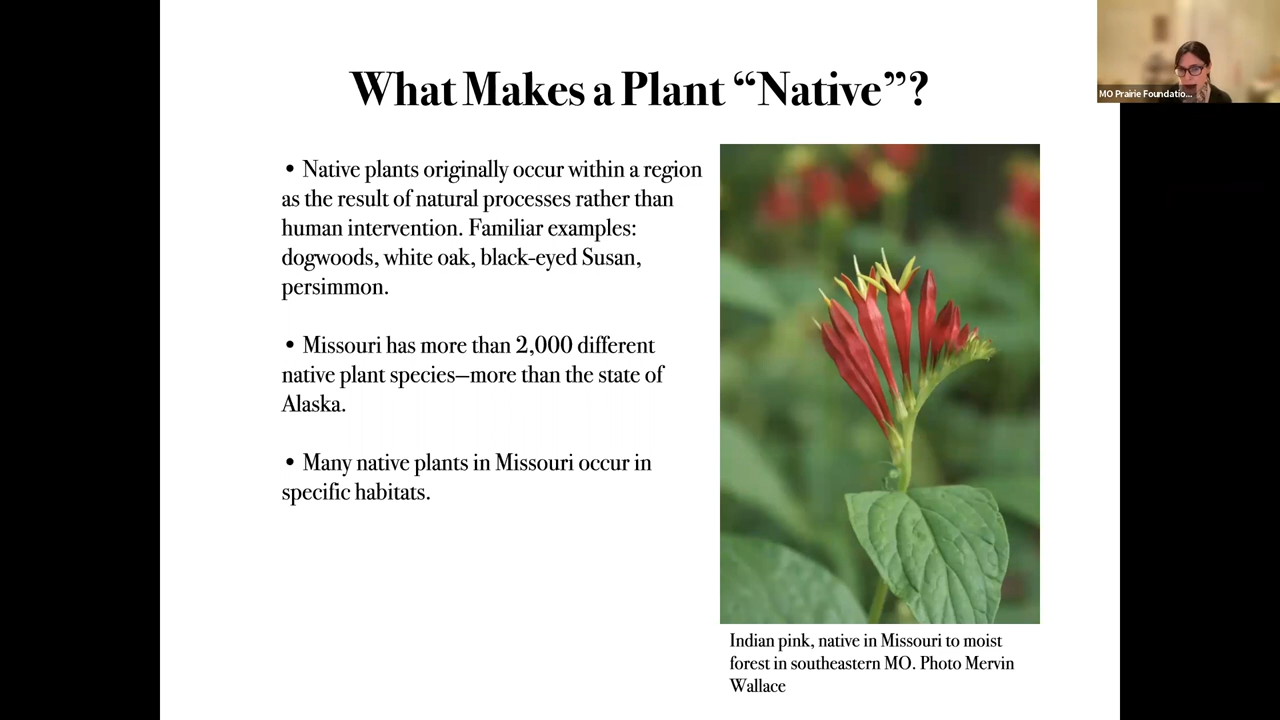 What Makes a Plant “Native”?
MO Prairie Foundatio...
• Native plants originally occur within a region
as the result of natural processes rather than
human intervention. Familiar examples:
dogwoods, white oak, black-eyed Susan,
persimmon.
• Missouri has more than 2,000 different
native plant species—more than the state of
Alaska.
• Many native plants in Missouri occur in
specific habitats.
Indian pink, native in Missouri to moist
forest in southeastern MO. Photo Mervin
Wallace